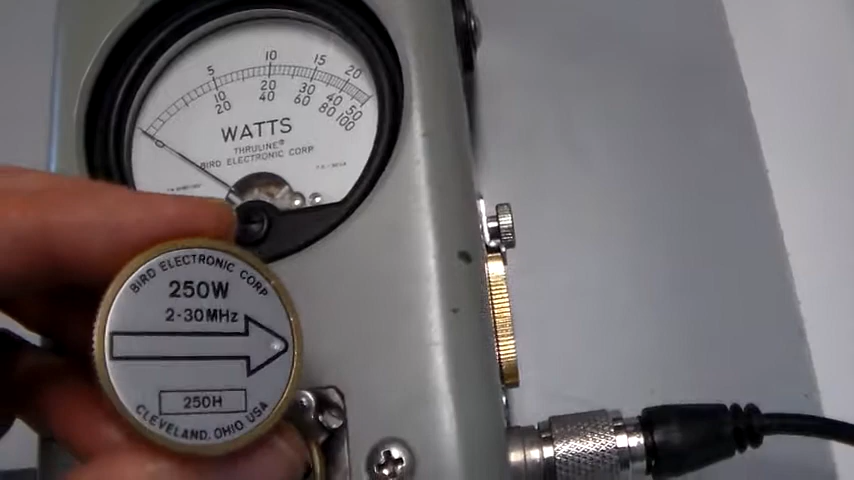 5 10 15 20
10 20 30 40 50
20 40 60 80 100
WATTS
THRULINE®
BIRD ELECTRONIC CORP
BIRD ELECTRONIC CORP
250W
2-30MHz
250H
CLEVELAND, OHIO USA